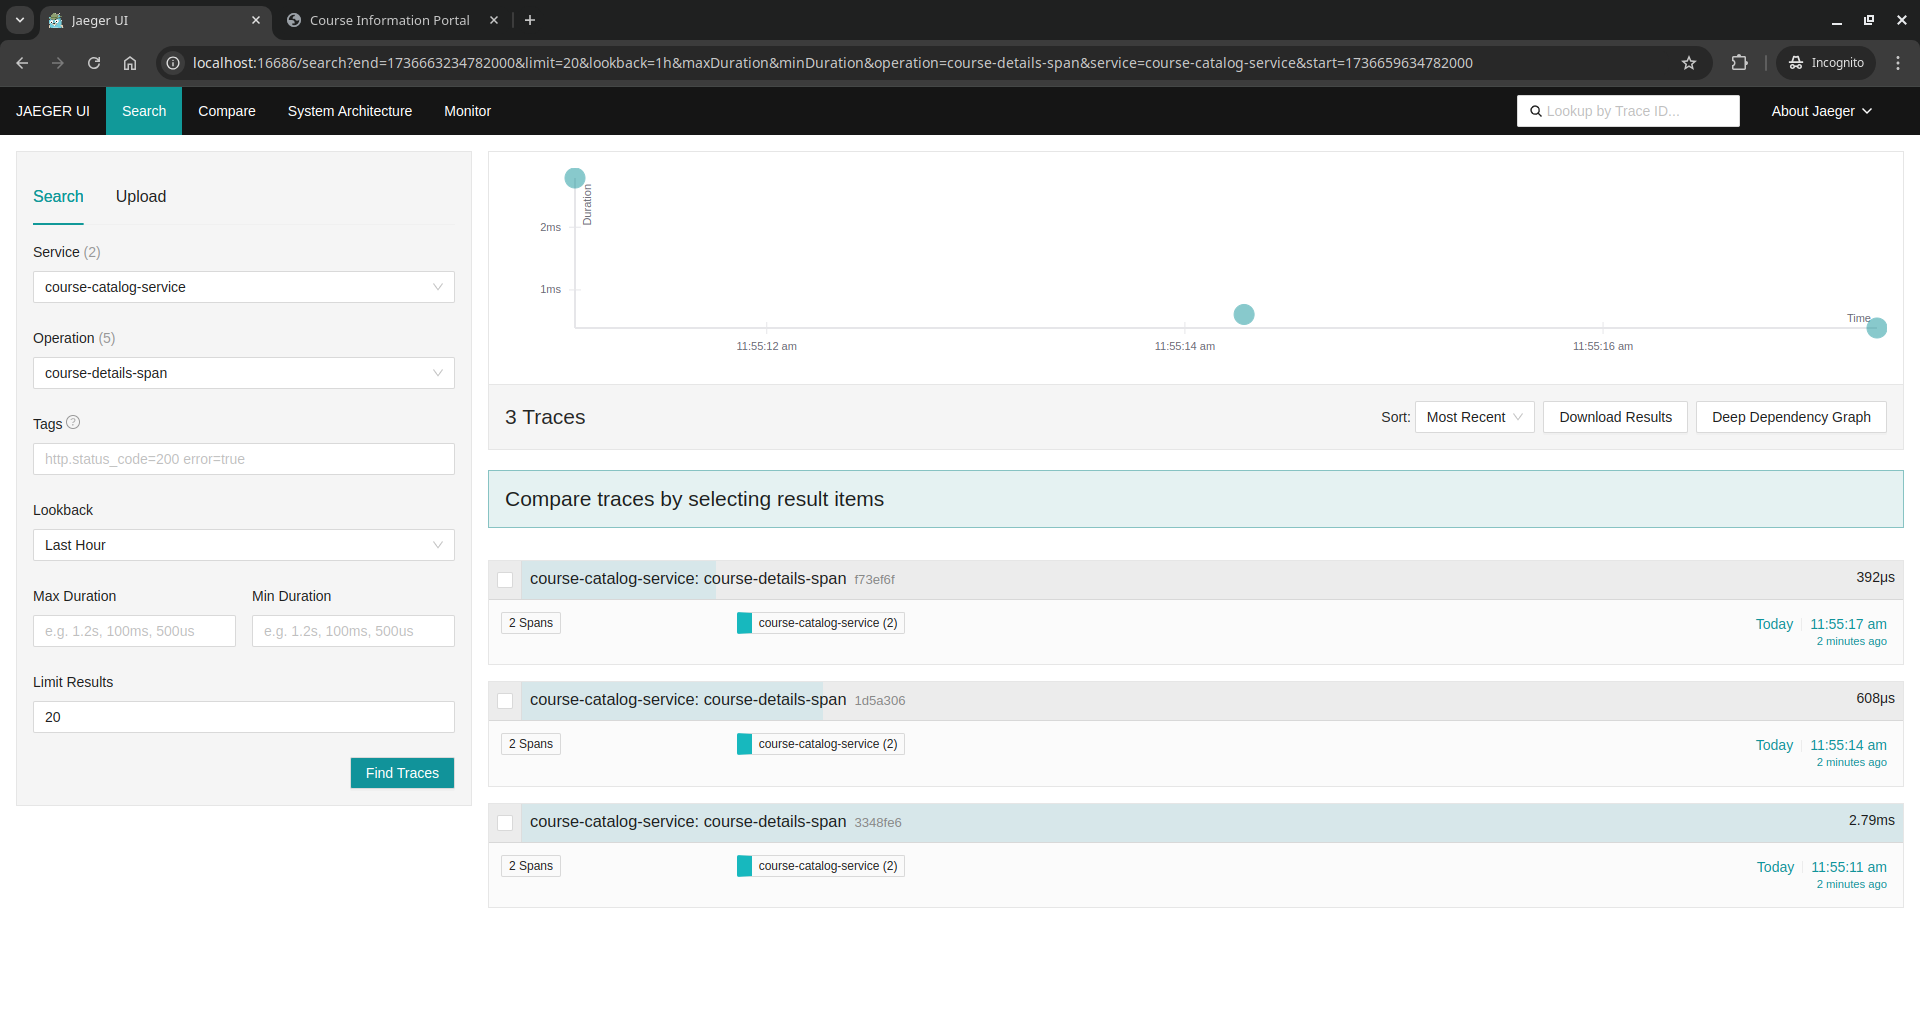 Jaeger UI
Course Information Portal
localhost:16686/search?end=1736663234782000&limit=20&lookback=1h&maxDuration&minDuration&operation=course-details-span&service=course-catalog-service&start=1736659634782000
Incognito
JAEGER UI
Search
Compare
System Architecture
Monitor
Lookup by Trace ID...
About Jaeger
Search
Upload
Service (2)
course-catalog-service
Operation (5)
course-details-span
Tags ?
http.status_code=200 error=true
Lookback
Last Hour
Max Duration
Min Duration
e.g. 1.2s, 100ms, 500us
e.g. 1.2s, 100ms, 500us
Limit Results
20
Find Traces
Duration
2ms
1ms
Time
11:55:12 am
11:55:14 am
11:55:16 am
3 Traces
Sort:
Most Recent
Download Results
Deep Dependency Graph
Compare traces by selecting result items
course-catalog-service: course-details-span f73ef6f
392μs
2 Spans
course-catalog-service (2)
Today
11:55:17 am
2 minutes ago
course-catalog-service: course-details-span 1d5a306
608μs
2 Spans
course-catalog-service (2)
Today
11:55:14 am
2 minutes ago
course-catalog-service: course-details-span 3348fe6
2.79ms
2 Spans
course-catalog-service (2)
Today
11:55:11 am
2 minutes ago